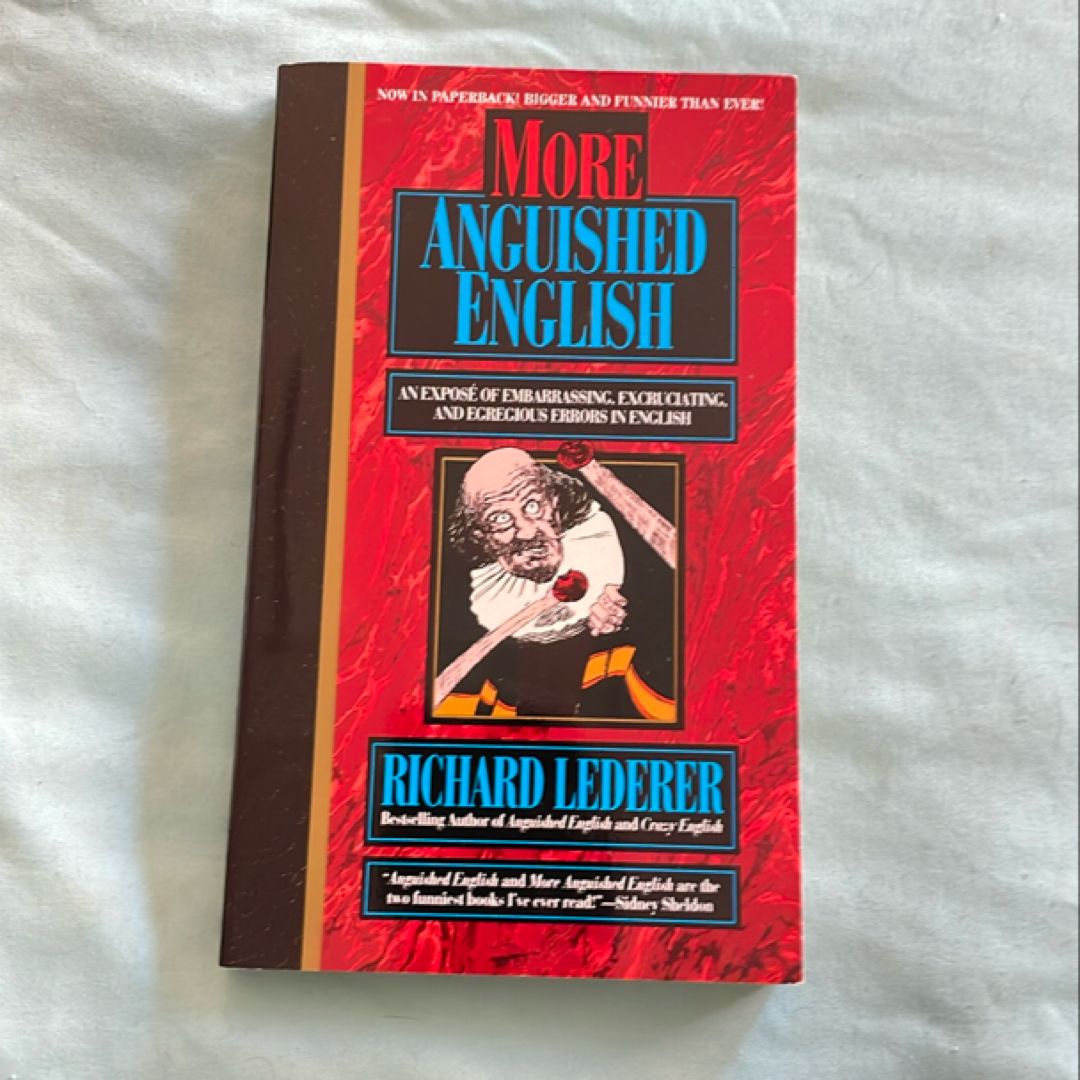 NOW IN PAPERBACK! BIGGER AND FUNNIER THAN EVER!
MORE
ANGUISHED
ENGLISH
AN EXPOSÉ OF EMBARRASSING, EXCRUCIATING,
AND EGREGIOUS ERRORS IN ENGLISH
RICHARD LEDERER
Bestselling Author of Anguished English and Crazy English
"Anguished English and More Anguished English are the
two funniest books I've ever read!"—Sidney Sheldon